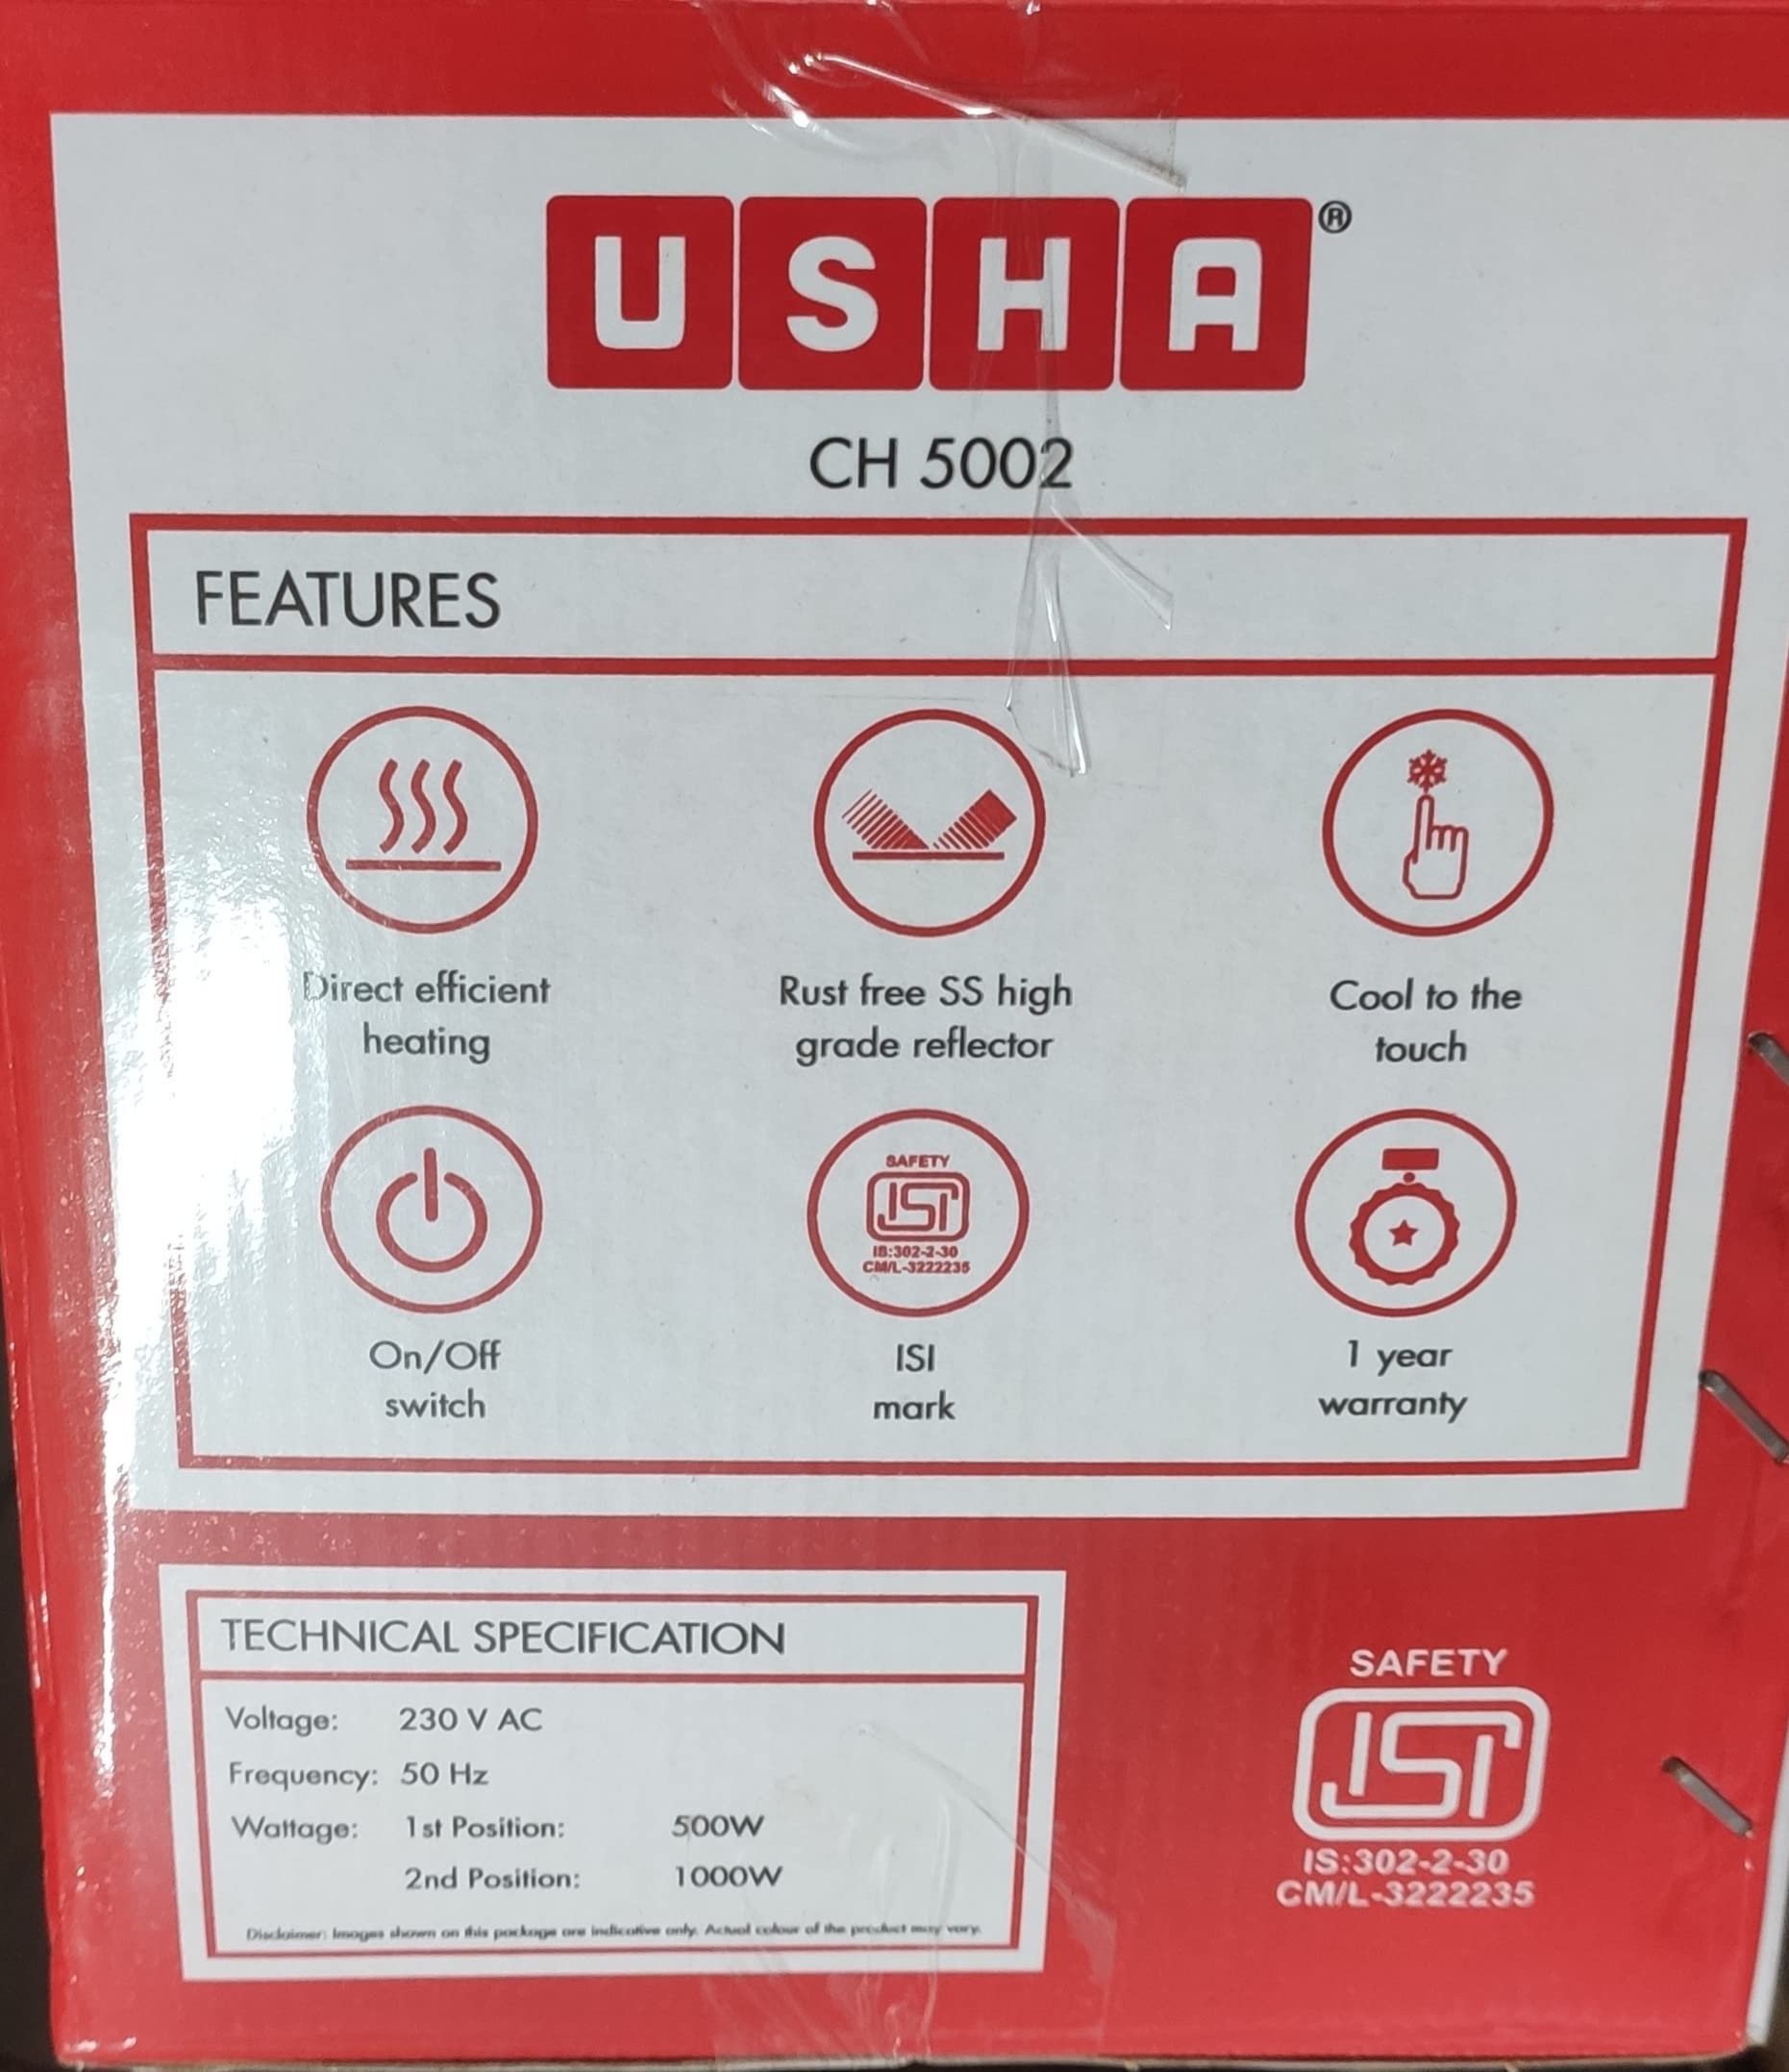 USHA®
CH 5002
FEATURES
Direct efficient
heating
Rust free SS high
grade reflector
Cool to the
touch
SAFETY
ISI
IS:302-2-30
CM/L-3222235
On/Off
switch
ISI
mark
1 year
warranty
TECHNICAL SPECIFICATION
Voltage: 230 V AC
Frequency: 50 Hz
Wattage: 1st Position: 500W
2nd Position: 1000W
Disclaimer: Images shown on this package are indicative only. Actual colour of the product may vary.
SAFETY
ISI
IS:302-2-30
CM/L-3222235